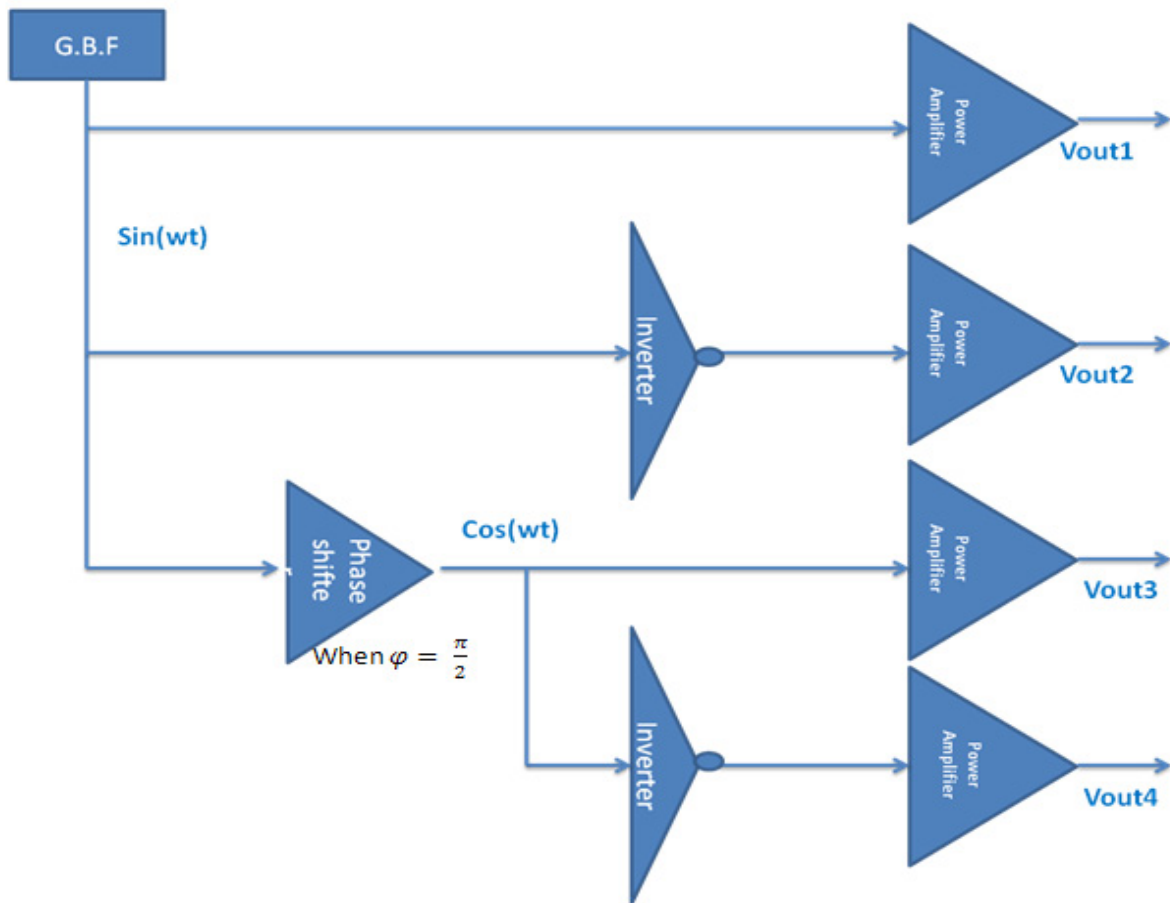 G.B.F
Power
Amplifier
Vout1
Sin(wt)
Inverter
Power
Amplifier
Vout2
Phase
shifte
Cos(wt)
Power
Amplifier
Vout3
When φ = π/2
Inverter
Power
Amplifier
Vout4